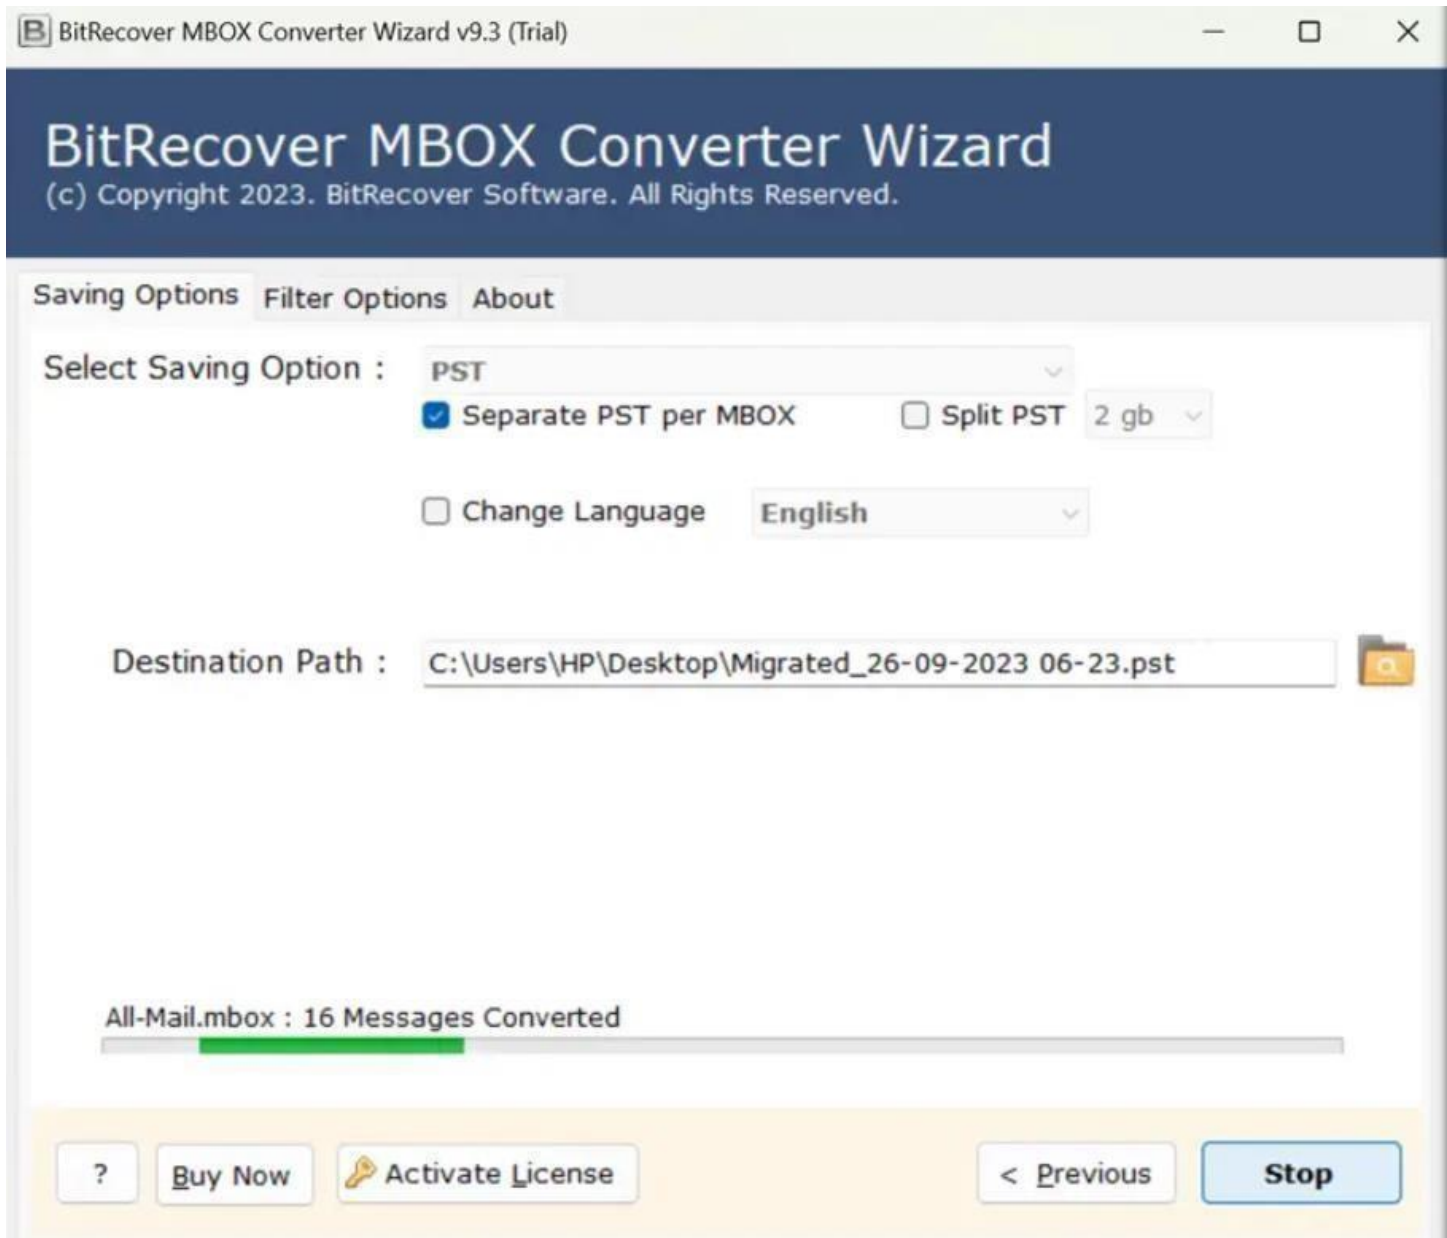 BitRecover MBOX Converter Wizard v9.3 (Trial)
BitRecover MBOX Converter Wizard
(c) Copyright 2023. BitRecover Software. All Rights Reserved.
Saving Options Filter Options About
Select Saving Option : PST
Separate PST per MBOX Split PST 2 gb
Change Language English
Destination Path : C:\Users\HP\Desktop\Migrated_26-09-2023 06-23.pst
All-Mail.mbox : 16 Messages Converted
? Buy Now Activate License < Previous Stop